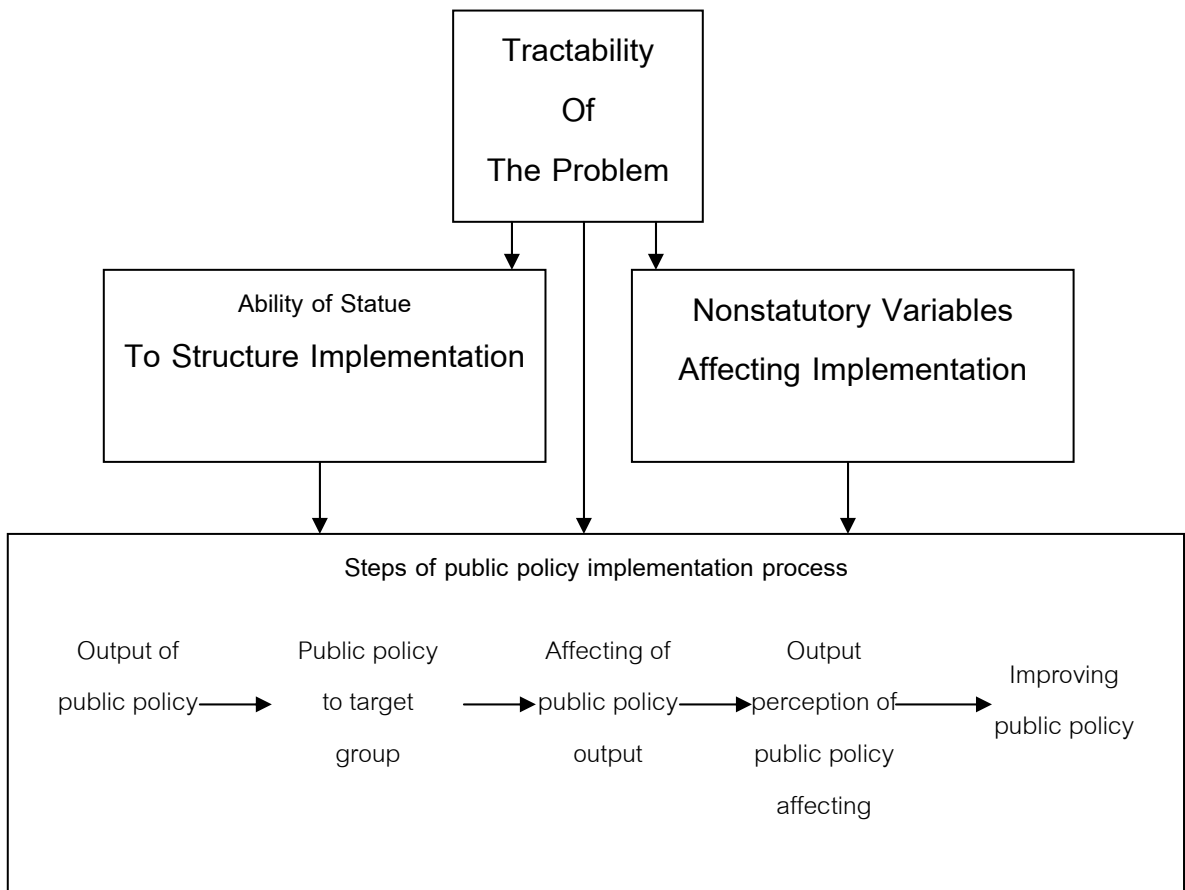 Tractability
Of
The Problem
Ability of Statue
To Structure Implementation
Nonstatutory Variables
Affecting Implementation
Steps of public policy implementation process
Output of
public policy
Public policy
to target
group
Affecting of
public policy
output
Output
perception of
public policy
affecting
Improving
public policy